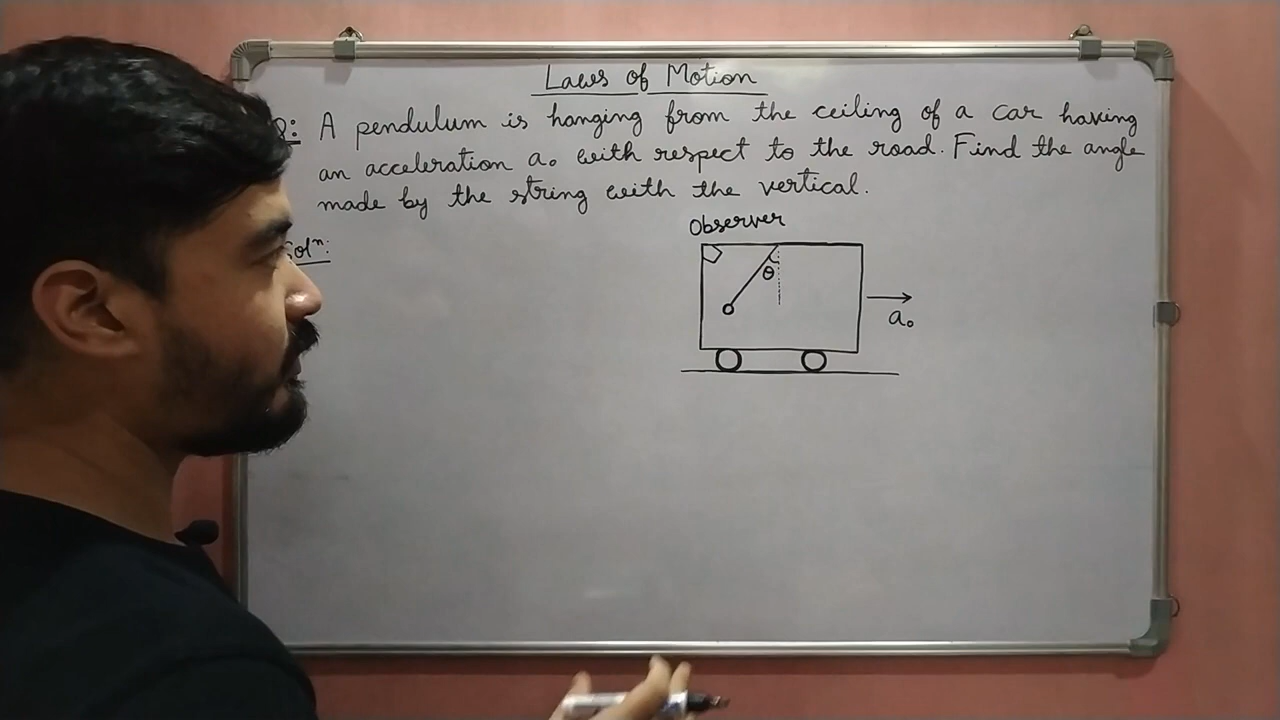 Laws of Motion
Q: A pendulum is hanging from the ceiling of a car having
an acceleration a₀ with respect to the road. Find the angle
made by the string with the vertical.
Observer
Solⁿ:
θ
a₀